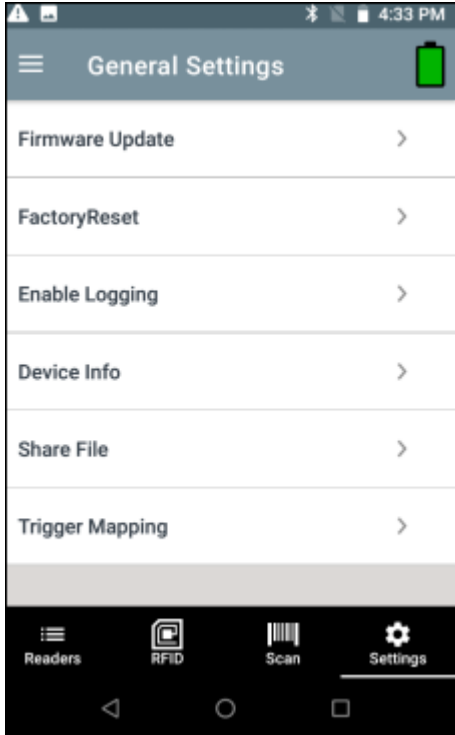 4:33 PM
General Settings
Firmware Update
FactoryReset
Enable Logging
Device Info
Share File
Trigger Mapping
Readers RFID Scan Settings